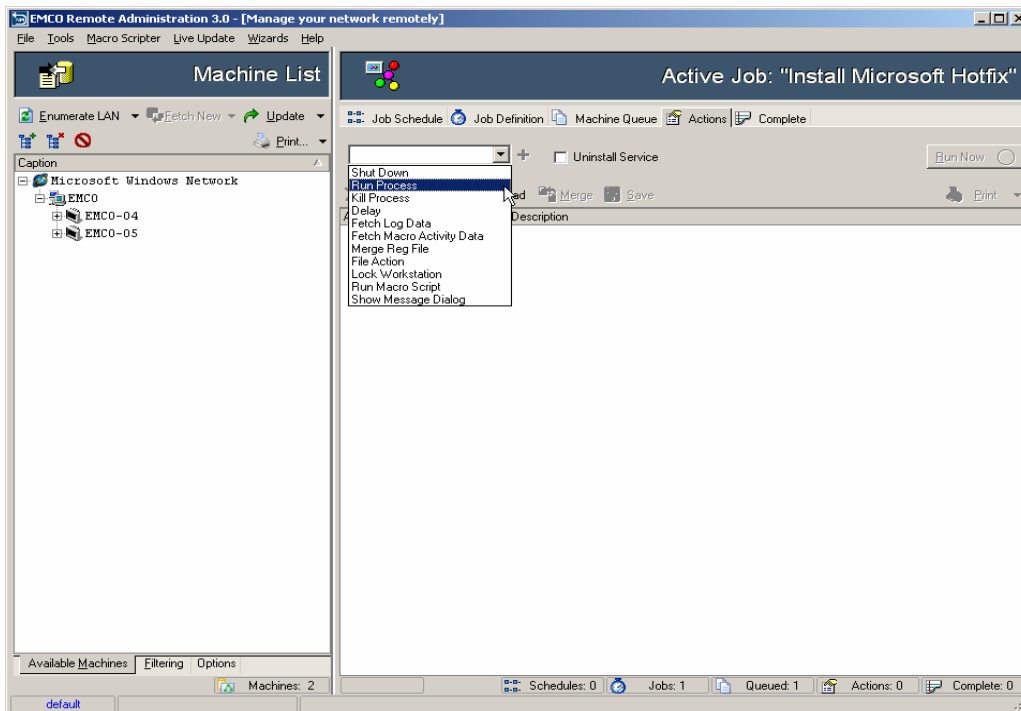 EMCO Remote Administration 3.0 - [Manage your network remotely]
File Tools Macro Scripter Live Update Wizards Help
Machine List
Active Job: "Install Microsoft Hotfix"
Enumerate LAN Fetch New Update
Job Schedule Job Definition Machine Queue Actions Complete
Print...
Uninstall Service
Run Now
Caption
Shut Down
Run Process
Kill Process
Delay
Fetch Log Data
Fetch Macro Activity Data
Merge Reg File
File Action
Lock Workstation
Run Macro Script
Show Message Dialog
Merge Save
Print
Description
Microsoft Windows Network
EMCO
EMCO-04
EMCO-05
Available Machines Filtering Options
Machines: 2
Schedules: 0 Jobs: 1 Queued: 1 Actions: 0 Complete: 0
default